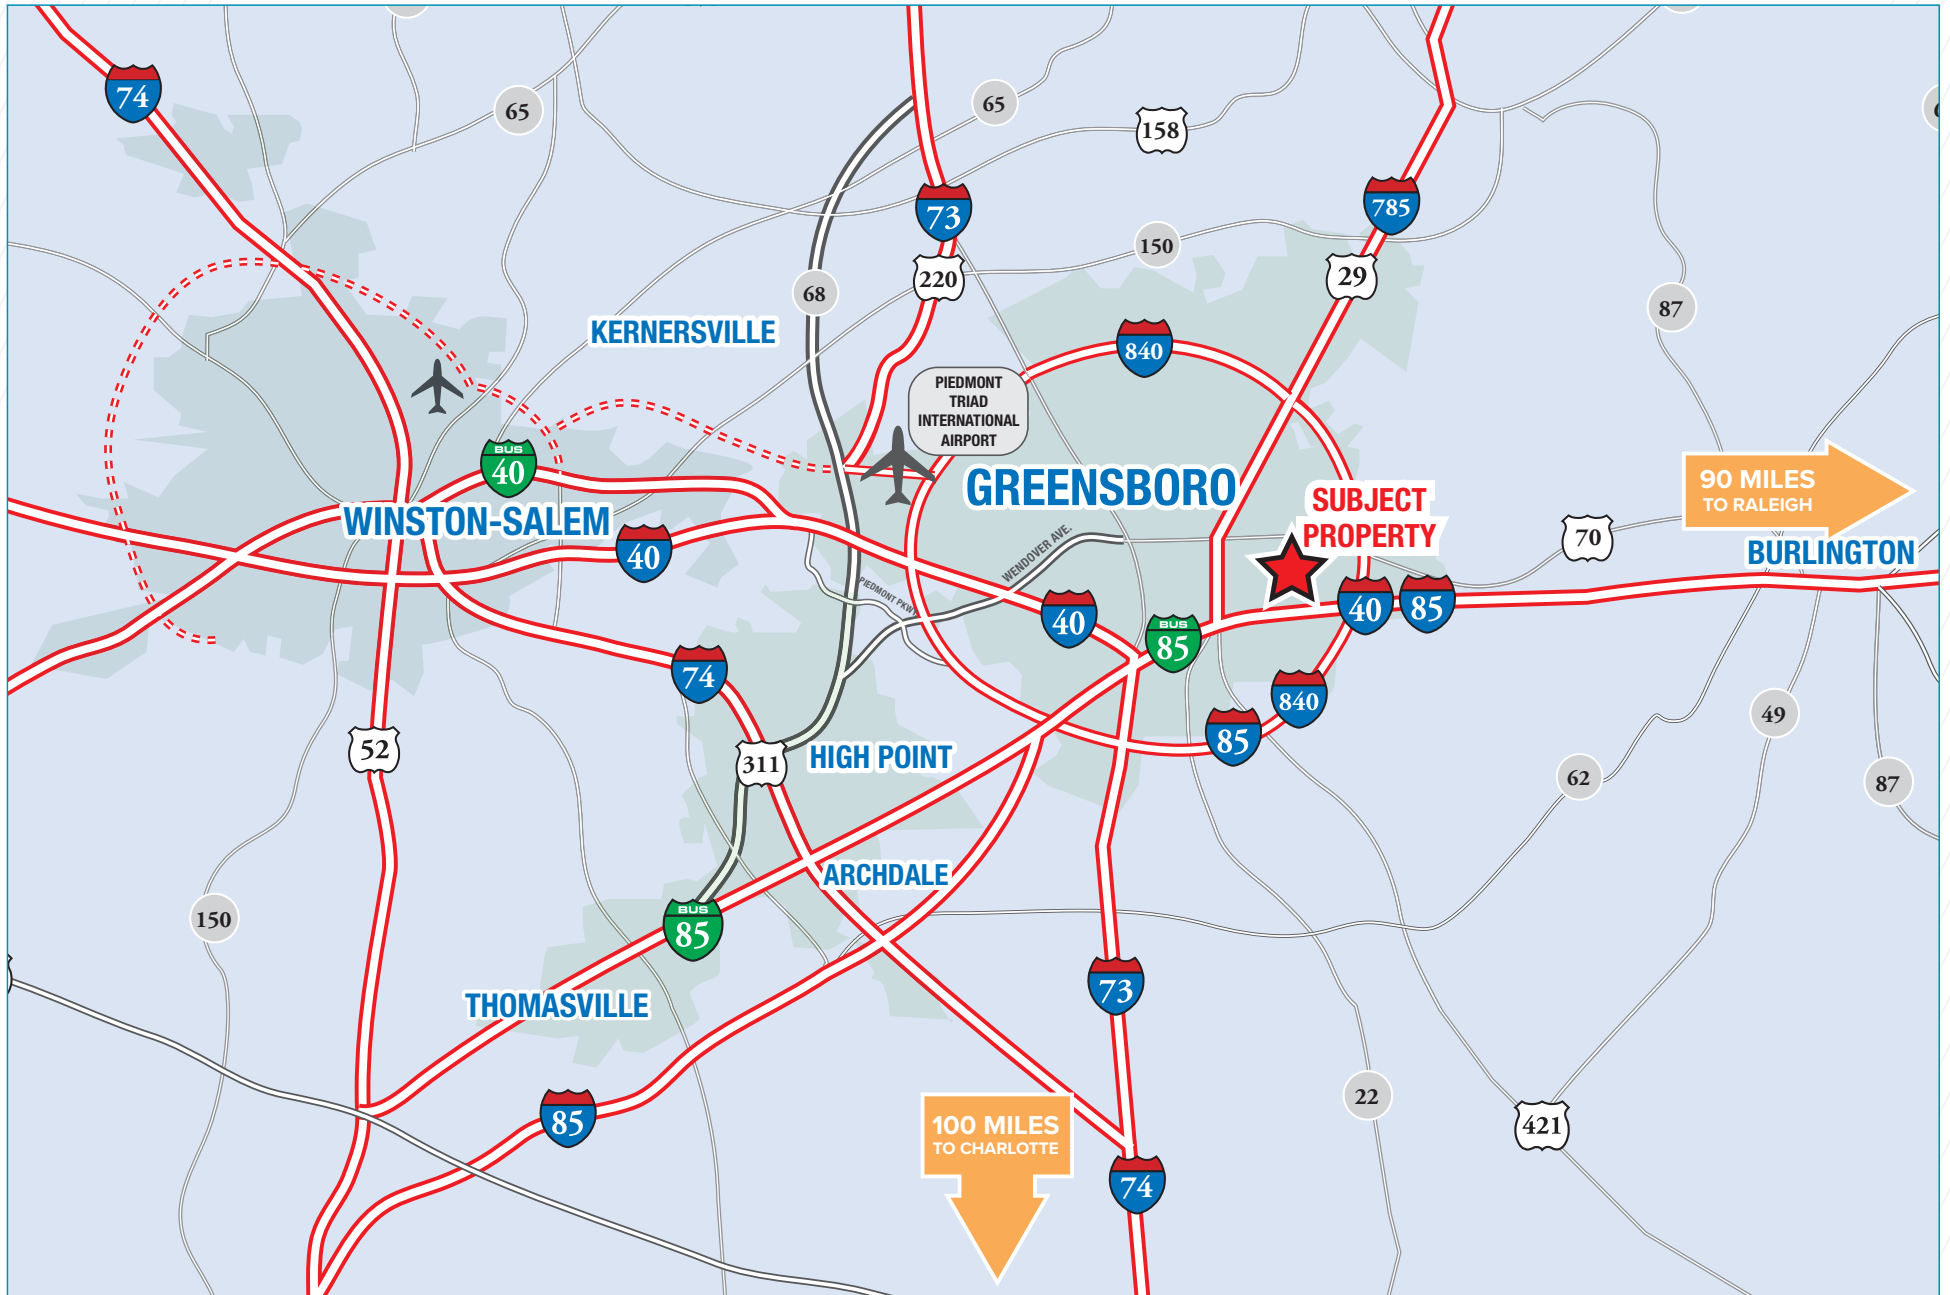 74
65
65
158
73
785
150
220
29
68
87
KERNERSVILLE
840
PIEDMONT
TRIAD
INTERNATIONAL
AIRPORT
BUS
40
GREENSBORO
SUBJECT
PROPERTY
90 MILES
TO RALEIGH
WINSTON-SALEM
40
WENDOVER AVE.
70
BURLINGTON
PIEDMONT PKWY
40
BUS
85
40
85
74
840
85
49
52
311
HIGH POINT
62
87
ARCHDALE
150
BUS
85
THOMASVILLE
73
85
100 MILES
TO CHARLOTTE
22
421
74